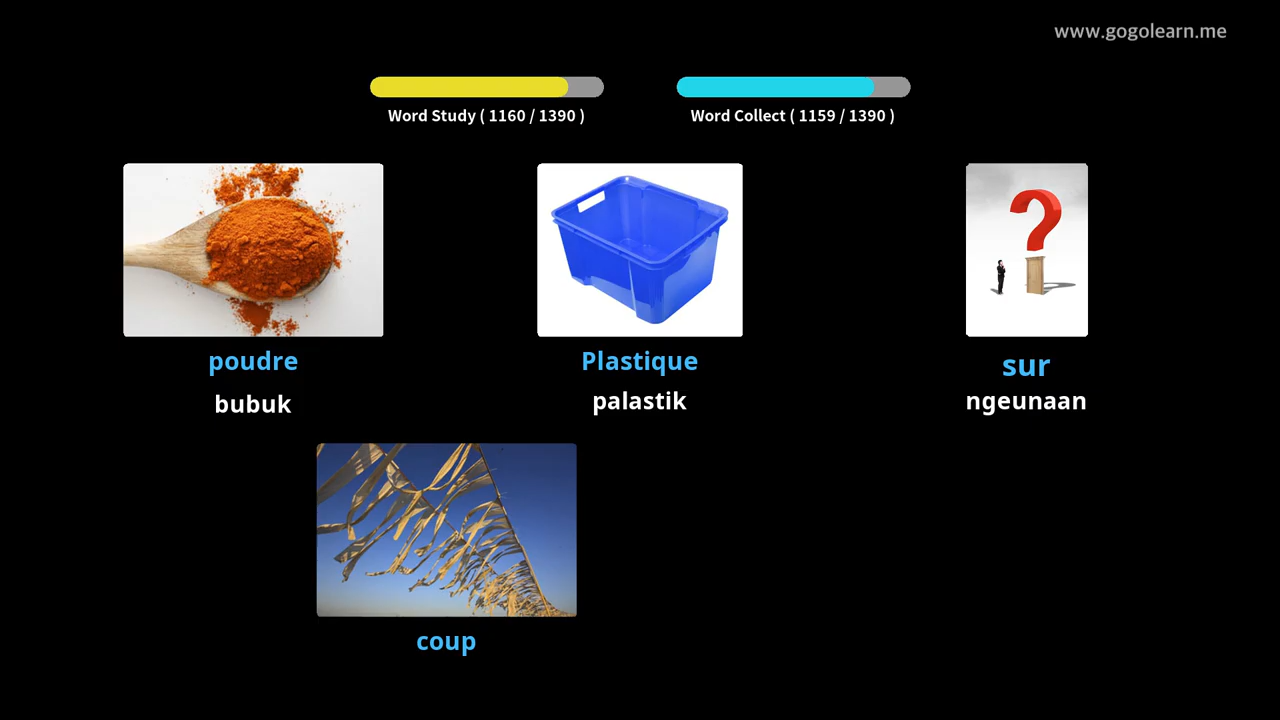 www.gogolearn.me
Word Study ( 1160 / 1390 )
Word Collect ( 1159 / 1390 )
poudre
Plastique
sur
bubuk
palastik
ngeunaan
coup